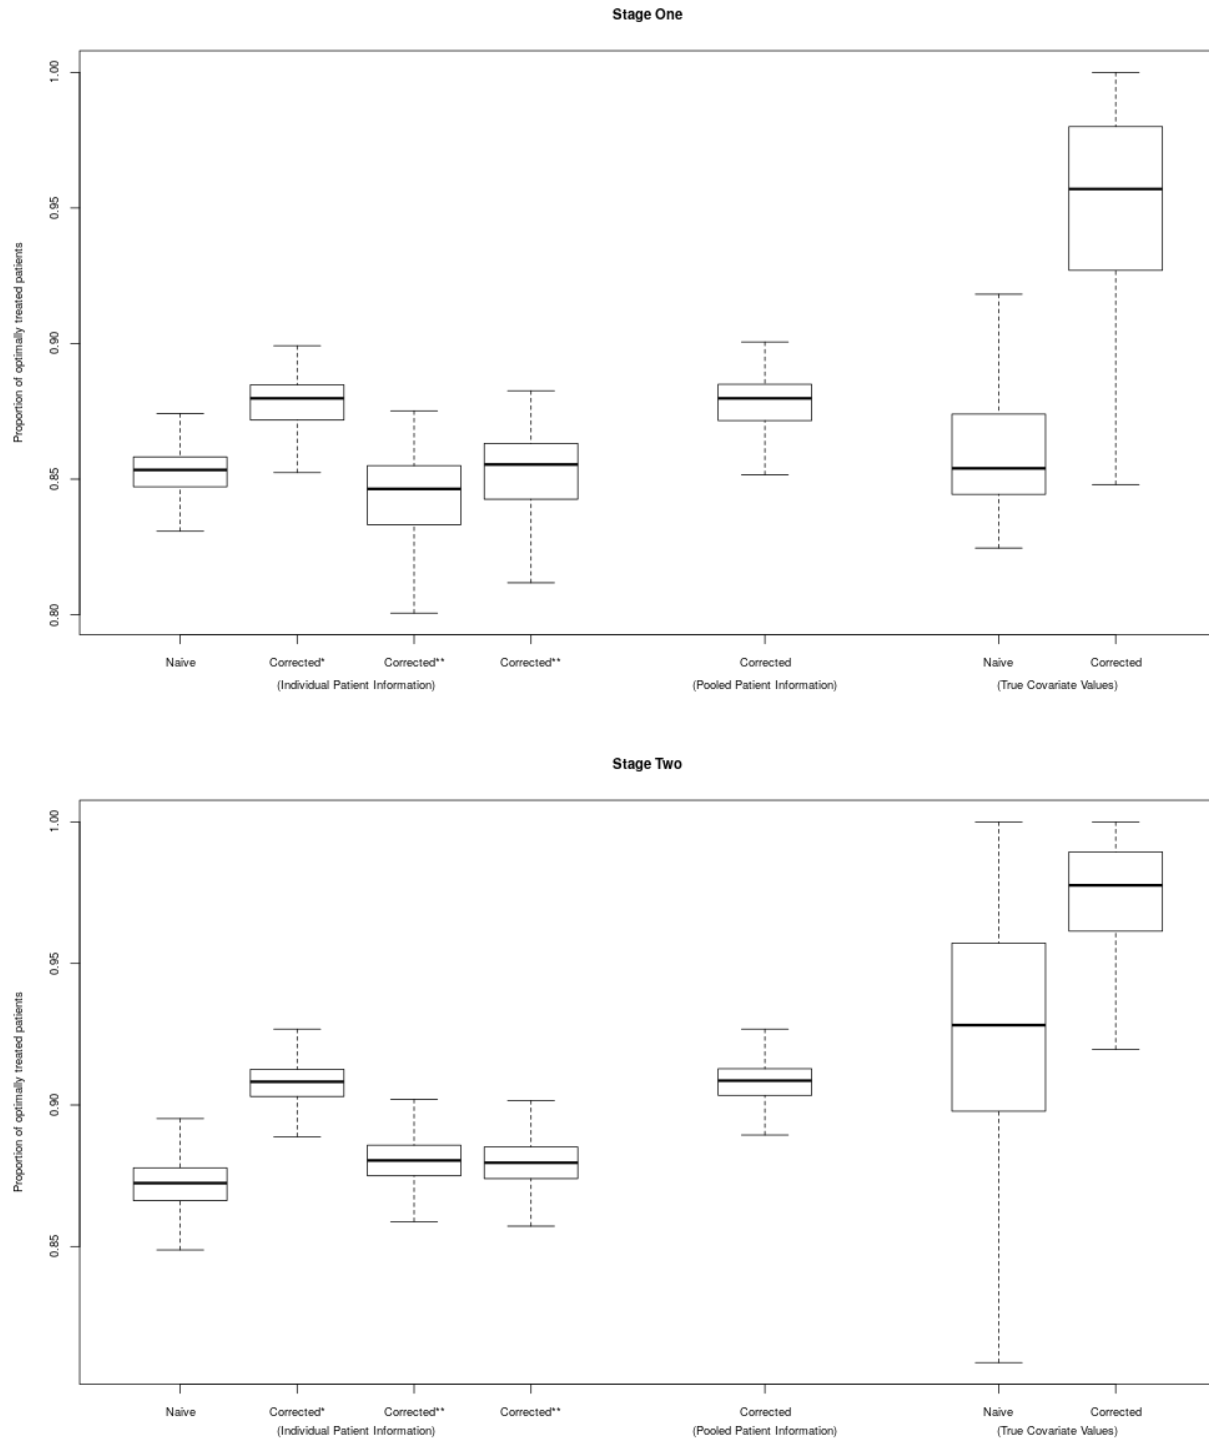 Stage One
Proportion of optimally treated patients
1.00
0.95
0.90
0.85
0.80
Naive Corrected* Corrected** Corrected** Corrected Naive Corrected
(Individual Patient Information) (Pooled Patient Information) (True Covariate Values)
Stage Two
Proportion of optimally treated patients
1.00
0.95
0.90
0.85
Naive Corrected* Corrected** Corrected** Corrected Naive Corrected
(Individual Patient Information) (Pooled Patient Information) (True Covariate Values)